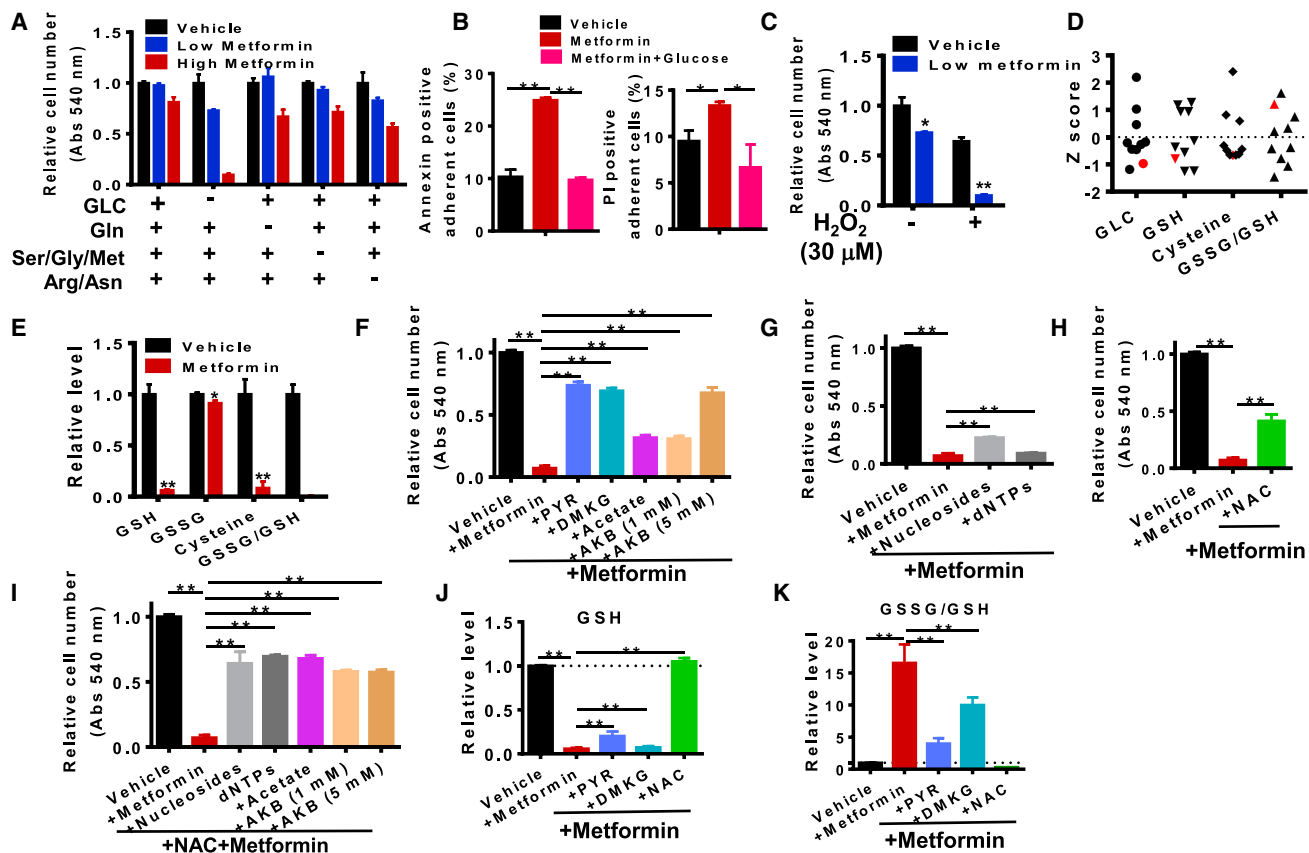 A
Relative cell number
(Abs 540 nm)
Vehicle
Low Metformin
High Metformin
1.5
1.0
0.5
0.0
GLC + - + + +
Gln + + - + +
Ser/Gly/Met + + + - +
Arg/Asn + + + + -
B
Vehicle
Metformin
Metformin+Glucose
Annexin positive
adherent cells (%)
30
20
10
0
** **
PI positive
adherent cells (%)
15
10
5
0
* *
C
Vehicle
Low metformin
Relative cell number
(Abs 540 nm)
1.5
1.0
0.5
0.0
*
**
H2O2 - +
(30 μM)
D
Z score
3
2
1
0
-1
-2
GLC
GSH
Cysteine
GSSG/GSH
E
Vehicle
Metformin
Relative level
1.5
1.0
0.5
0.0
**
*
**
GSH
GSSG
Cysteine
GSSG/GSH
F
Relative cell number
(Abs 540 nm)
1.0
0.5
0
**
**
**
**
**
**
Vehicle
+Metformin
+PYR
+DMKG
+Acetate
+AKB (1 mM)
+AKB (5 mM)
+Metformin
G
Relative cell number
(Abs 540 nm)
1.0
0.5
0.0
**
**
**
Vehicle
+Metformin
+Nucleosides
+dNTPs
+Metformin
H
Relative cell number
(Abs 540 nm)
1.0
0.5
0.0
**
**
Vehicle
+Metformin
+NAC
+Metformin
I
Relative cell number
(Abs 540 nm)
1.0
0.5
0.0
**
**
**
**
**
**
Vehicle
+Metformin
+Nucleosides
dNTPs
+Acetate
+AKB (1 mM)
+AKB (5 mM)
+NAC+Metformin
J
GSH
Relative level
1.5
1.0
0.5
0.0
**
**
**
**
Vehicle
+Metformin
+PYR
+DMKG
+NAC
+Metformin
K
GSSG/GSH
Relative level
20
15
10
5
0
**
**
**
Vehicle
+Metformin
+PYR
+DMKG
+NAC
+Metformin